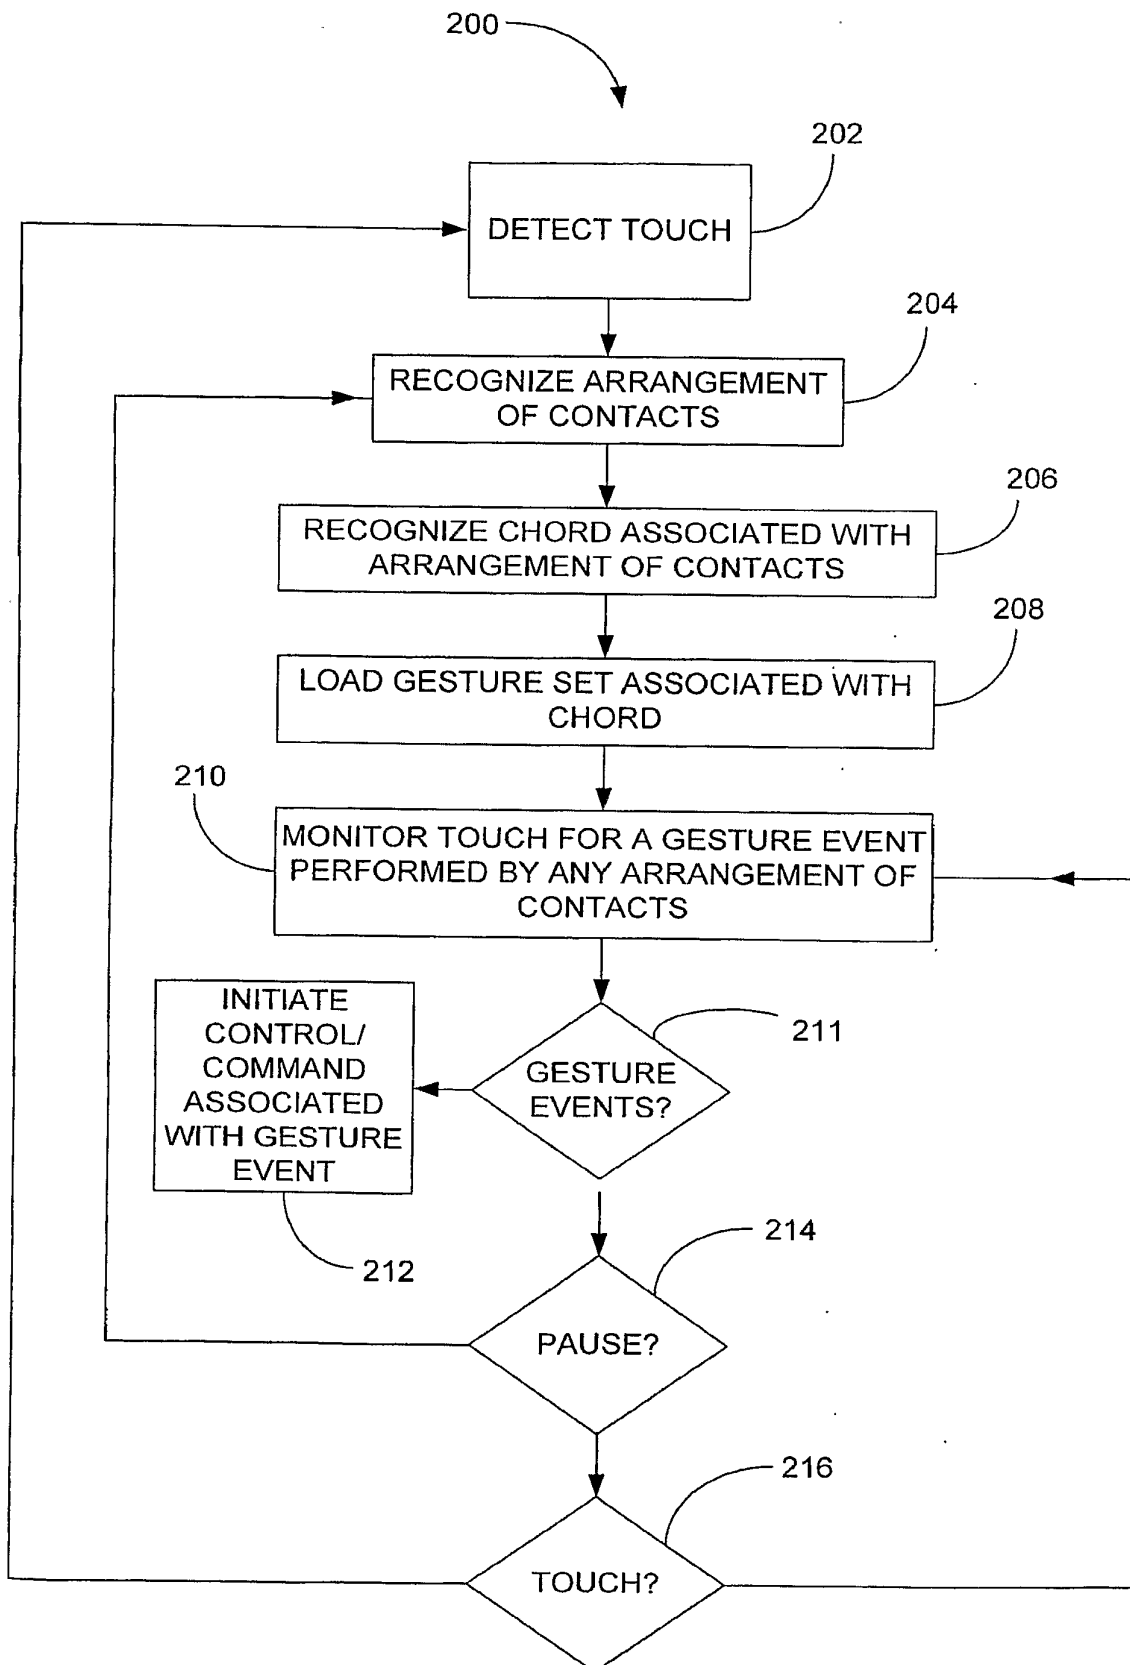 200
202
DETECT TOUCH
204
RECOGNIZE ARRANGEMENT
OF CONTACTS
206
RECOGNIZE CHORD ASSOCIATED WITH
ARRANGEMENT OF CONTACTS
208
LOAD GESTURE SET ASSOCIATED WITH
CHORD
210
MONITOR TOUCH FOR A GESTURE EVENT
PERFORMED BY ANY ARRANGEMENT OF
CONTACTS
211
GESTURE
EVENTS?
INITIATE
CONTROL/
COMMAND
ASSOCIATED
WITH GESTURE
EVENT
212
214
PAUSE?
216
TOUCH?